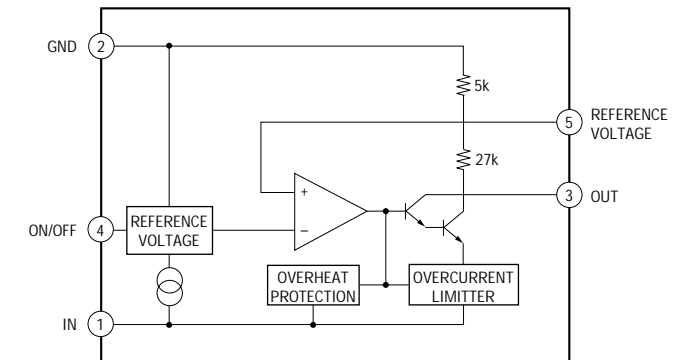 GND
2
5k
5
REFERENCE
VOLTAGE
27k
+
3
OUT
ON/OFF
4
REFERENCE
VOLTAGE
–
OVERHEAT
PROTECTION
OVERCURRENT
LIMITTER
IN
1